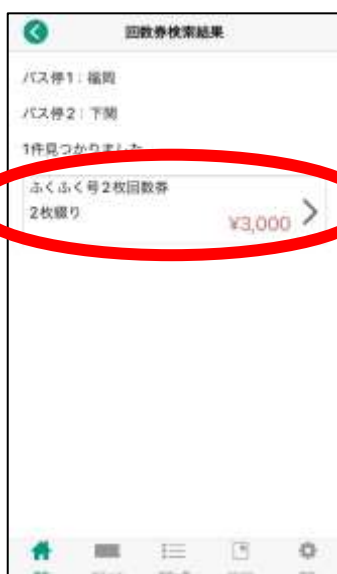 回数券検索結果
バス停1：福岡
バス停2：下関
1件見つかりました
ふくふく号2枚回数券
2枚綴り
¥3,000